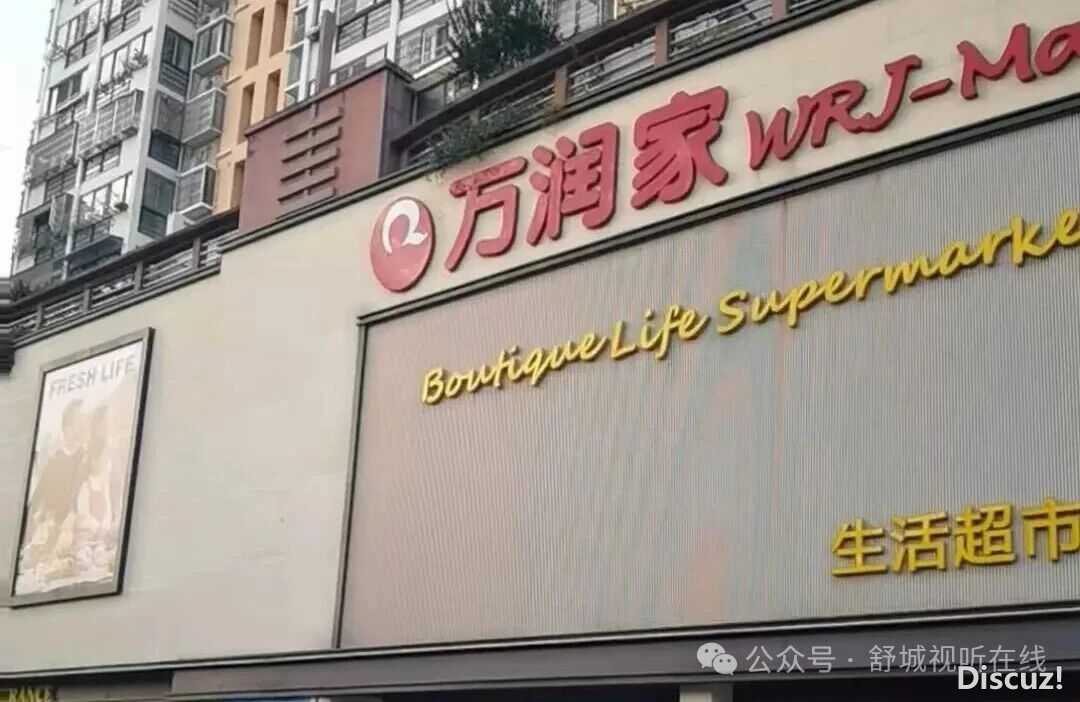 万润家 WRJ-Ma
Boutique Life Supermarke
FRESH LIFE
生活超市
RANCE
公众号 · 舒城视听在线
Discuz!